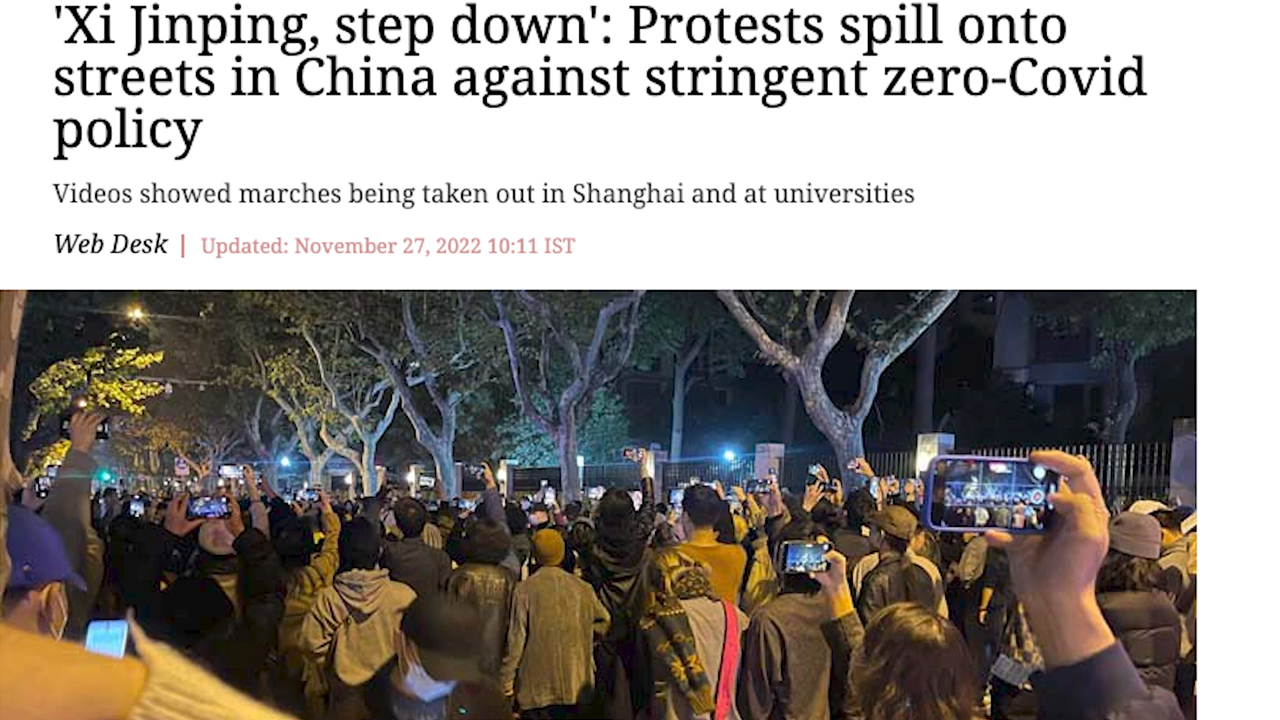 'Xi Jinping, step down': Protests spill onto
streets in China against stringent zero-Covid
policy
Videos showed marches being taken out in Shanghai and at universities
Web Desk | Updated: November 27, 2022 10:11 IST